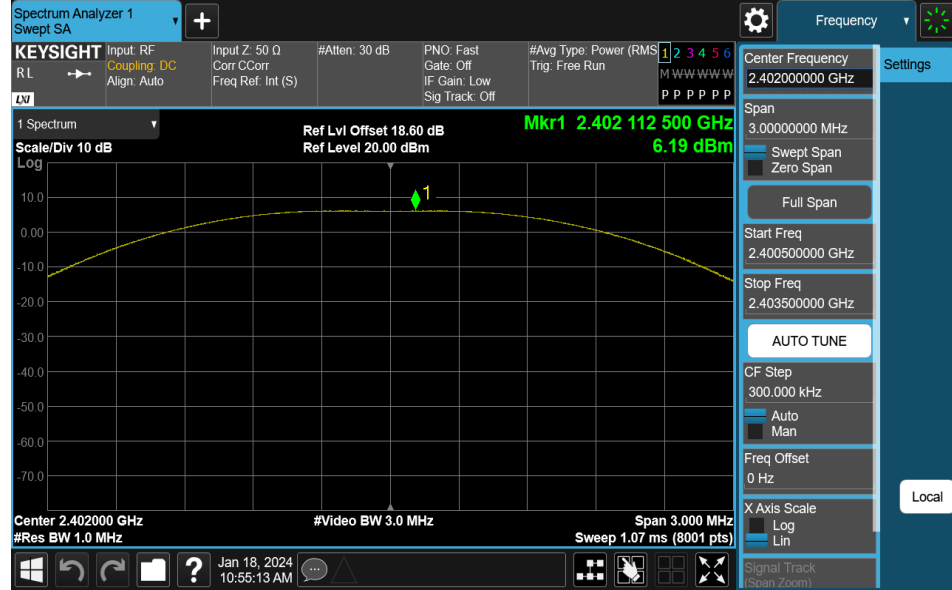 Spectrum Analyzer 1
Swept SA
+
Frequency
KEYSIGHT
RL
LXI
Input: RF
Coupling: DC
Align: Auto
Input Z: 50 Ω
Corr CCorr
Freq Ref: Int (S)
#Atten: 30 dB
PNO: Fast
Gate: Off
IF Gain: Low
Sig Track: Off
#Avg Type: Power (RMS
Trig: Free Run
1 2 3 4 5 6
M W W W W W
P P P P P P
1 Spectrum
Scale/Div 10 dB
Log
Ref Lvl Offset 18.60 dB
Ref Level 20.00 dBm
Mkr1 2.402 112 500 GHz
6.19 dBm
1
10.0
0.00
-10.0
-20.0
-30.0
-40.0
-50.0
-60.0
-70.0
Center 2.402000 GHz
#Res BW 1.0 MHz
#Video BW 3.0 MHz
Span 3.000 MHz
Sweep 1.07 ms (8001 pts)
?
Jan 18, 2024
10:55:13 AM
Center Frequency
2.402000000 GHz
Settings
Span
3.00000000 MHz
Swept Span
Zero Span
Full Span
Start Freq
2.400500000 GHz
Stop Freq
2.403500000 GHz
AUTO TUNE
CF Step
300.000 kHz
Auto
Man
Freq Offset
0 Hz
Local
X Axis Scale
Log
Lin
Signal Track
(Span Zoom)